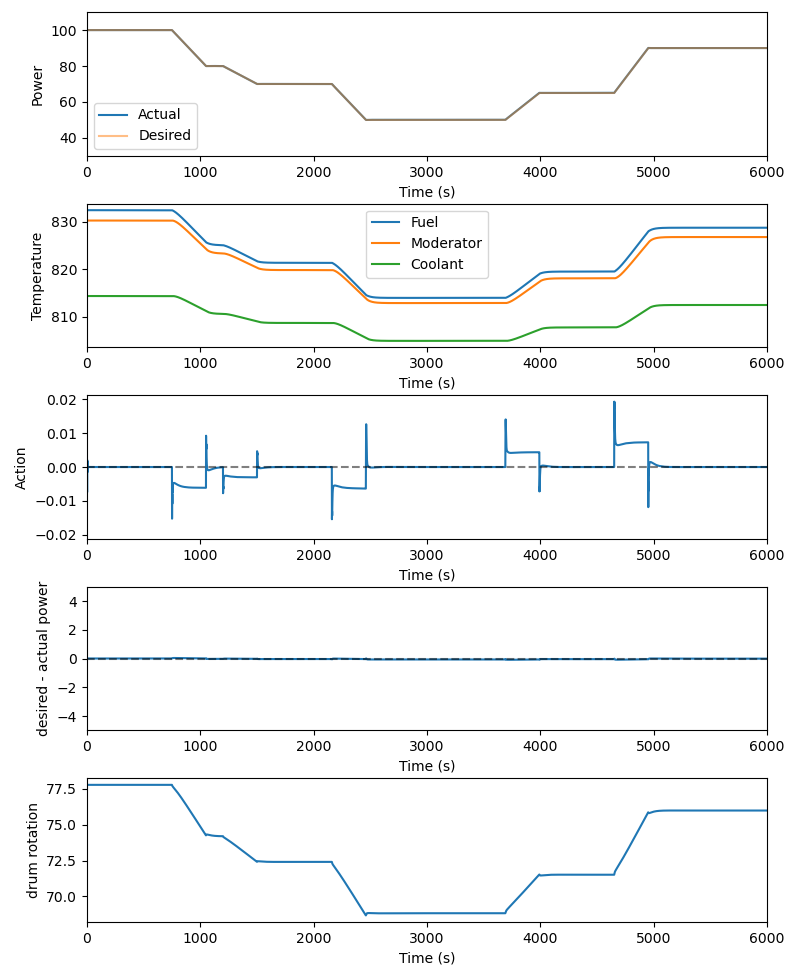 100
80
60
40
Power
Actual
Desired
0 1000 2000 3000 4000 5000 6000
Time (s)
830
820
810
Temperature
Fuel
Moderator
Coolant
0 1000 2000 3000 4000 5000 6000
Time (s)
0.02
0.01
0.00
−0.01
−0.02
Action
0 1000 2000 3000 4000 5000 6000
Time (s)
4
2
0
−2
−4
desired - actual power
0 1000 2000 3000 4000 5000 6000
Time (s)
77.5
75.0
72.5
70.0
drum rotation
0 1000 2000 3000 4000 5000 6000
Time (s)